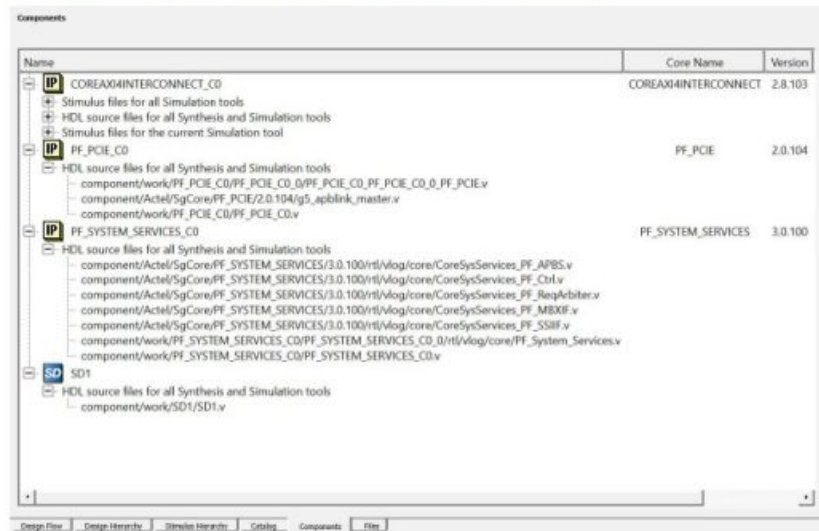 Components
Name Core Name Version
IP COREAXI4INTERCONNECT_C0 COREAXI4INTERCONNECT 2.8.103
Stimulus files for all Simulation tools
HDL source files for all Synthesis and Simulation tools
Stimulus files for the current Simulation tool
IP PF_PCIE_C0 PF_PCIE 2.0.104
HDL source files for all Synthesis and Simulation tools
component/work/PF_PCIE_C0/PF_PCIE_C0_0/PF_PCIE_C0_PF_PCIE_C0_0_PF_PCIE.v
component/Actel/SgCore/PF_PCIE/2.0.104/g5_apblink_master.v
component/work/PF_PCIE_C0/PF_PCIE_C0.v
IP PF_SYSTEM_SERVICES_C0 PF_SYSTEM_SERVICES 3.0.100
HDL source files for all Synthesis and Simulation tools
component/Actel/SgCore/PF_SYSTEM_SERVICES/3.0.100/rtl/vlog/core/CoreSysServices_PF_APBS.v
component/Actel/SgCore/PF_SYSTEM_SERVICES/3.0.100/rtl/vlog/core/CoreSysServices_PF_Ctrl.v
component/Actel/SgCore/PF_SYSTEM_SERVICES/3.0.100/rtl/vlog/core/CoreSysServices_PF_ReqArbiter.v
component/Actel/SgCore/PF_SYSTEM_SERVICES/3.0.100/rtl/vlog/core/CoreSysServices_PF_MBXIF.v
component/Actel/SgCore/PF_SYSTEM_SERVICES/3.0.100/rtl/vlog/core/CoreSysServices_PF_SSIIF.v
component/work/PF_SYSTEM_SERVICES_C0/PF_SYSTEM_SERVICES_C0_0/rtl/vlog/core/PF_System_Services.v
component/work/PF_SYSTEM_SERVICES_C0/PF_SYSTEM_SERVICES_C0.v
SD SD1
HDL source files for all Synthesis and Simulation tools
component/work/SD1/SD1.v
Design Flow Design Hierarchy Stimulus Hierarchy Catalog Components Files